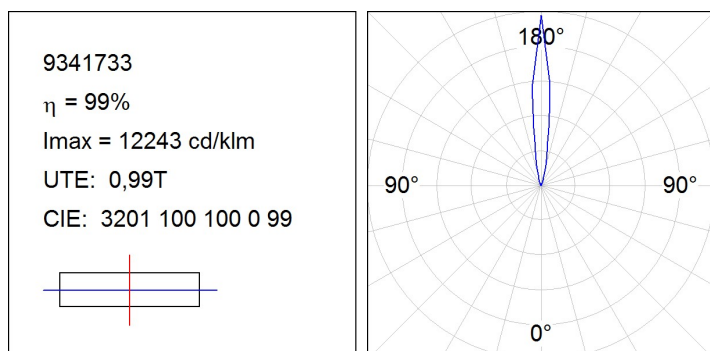 9341733
η = 99%
Imax = 12243 cd/klm
UTE:  0,99T
CIE:  3201 100 100 0 99
180°
90°
90°
0°